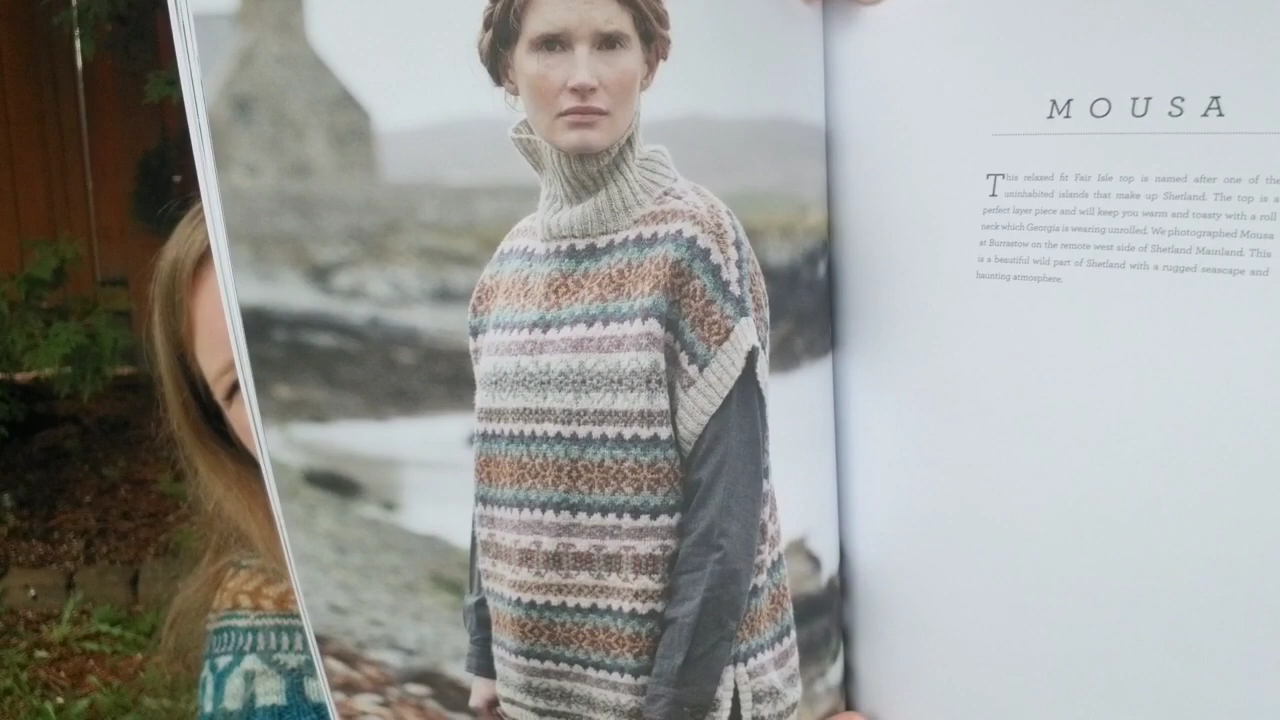 MOUSA
This relaxed fit Fair Isle top is named after one of the
uninhabited islands that make up Shetland. The top is a
perfect layer piece and will keep you warm and toasty with a roll
neck which Georgia is wearing unrolled. We photographed Mousa
at Burrastow on the remote west side of Shetland Mainland. This
is a beautiful wild part of Shetland with a rugged seascape and
haunting atmosphere.